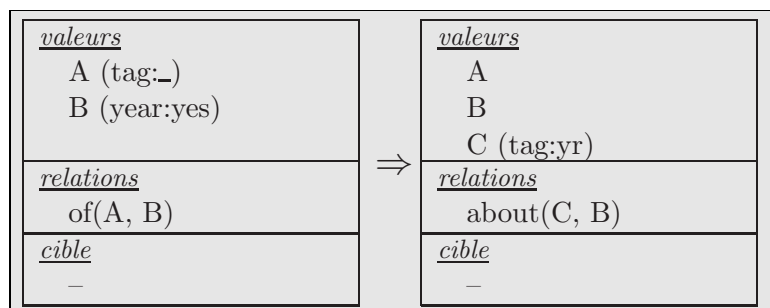 valeurs
A (tag:_)
B (year:yes)
relations
of(A, B)
cible
–
⇒
valeurs
A
B
C (tag:yr)
relations
about(C, B)
cible
–